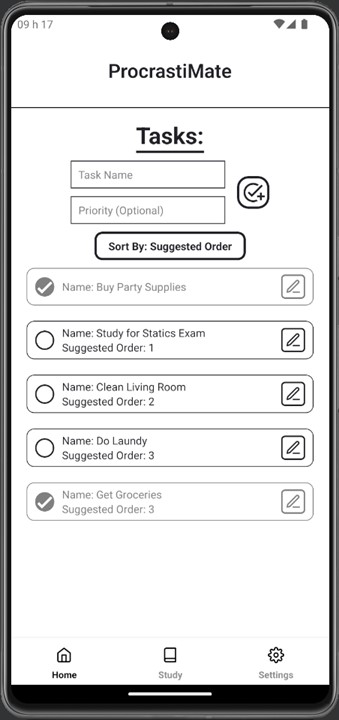 09 h 17
ProcrastiMate
Tasks:
Task Name
Priority (Optional)
Sort By: Suggested Order
Name: Buy Party Supplies
Name: Study for Statics Exam
Suggested Order: 1
Name: Clean Living Room
Suggested Order: 2
Name: Do Laundy
Suggested Order: 3
Name: Get Groceries
Suggested Order: 3
Home
Study
Settings